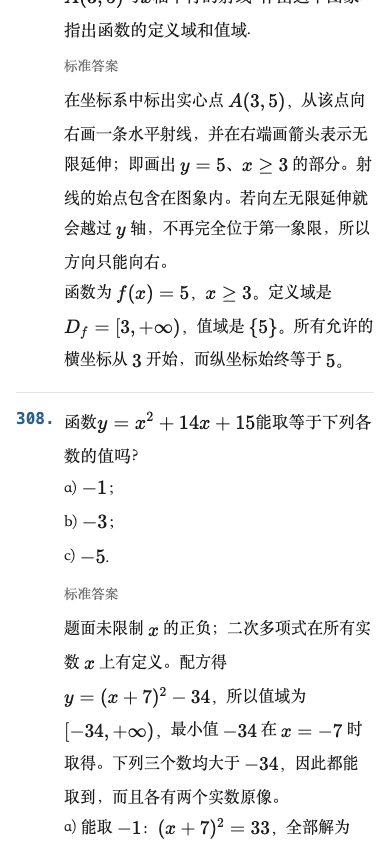 指出函数的定义域和值域.
标准答案
在坐标系中标出实心点 A(3,5)，从该点向
右画一条水平射线，并在右端画箭头表示无
限延伸；即画出 y = 5、x ≥ 3 的部分。射
线的始点包含在图象内。若向左无限延伸就
会越过 y 轴，不再完全位于第一象限，所以
方向只能向右。
函数为 f(x) = 5，x ≥ 3。定义域是
D_f = [3,+∞)，值域是 {5}。所有允许的
横坐标从 3 开始，而纵坐标始终等于 5。
308. 函数y = x² + 14x + 15能取等于下列各
数的值吗?
a) −1;
b) −3;
c) −5.
标准答案
题面未限制 x 的正负；二次多项式在所有实
数 x 上有定义。配方得
y = (x + 7)² − 34，所以值域为
[−34,+∞)，最小值 −34 在 x = −7 时
取得。下列三个数均大于 −34，因此都能
取到，而且各有两个实数原像。
a) 能取 −1：(x + 7)² = 33，全部解为